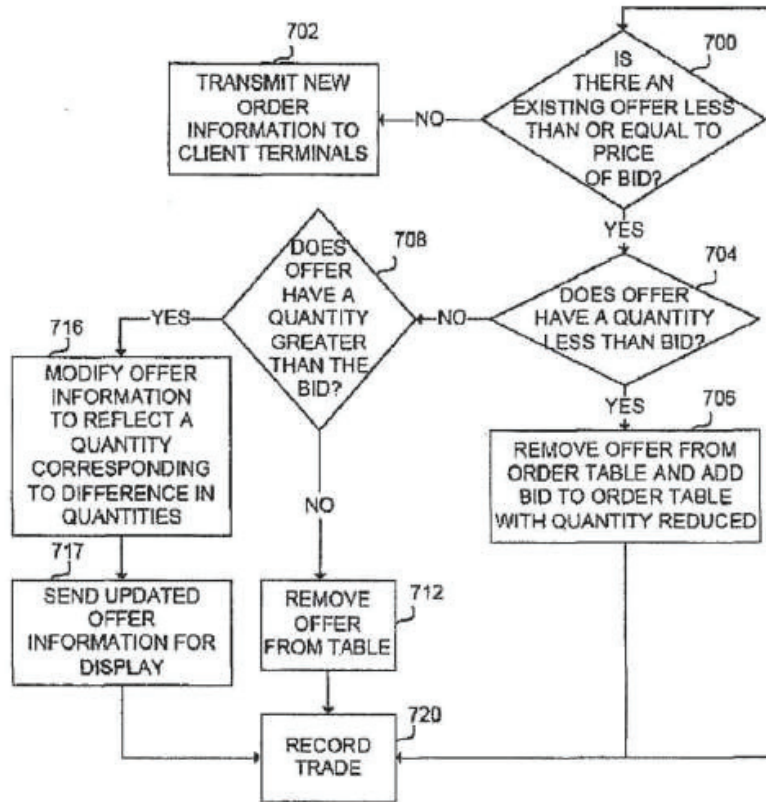 702
TRANSMIT NEW
ORDER
INFORMATION TO
CLIENT TERMINALS
NO
700
IS
THERE AN
EXISTING OFFER LESS
THAN OR EQUAL TO
PRICE
OF BID?
YES
704
DOES OFFER
HAVE A QUANTITY
LESS THAN BID?
NO
708
DOES
OFFER
HAVE A
QUANTITY
GREATER
THAN THE
BID?
YES
716
MODIFY OFFER
INFORMATION
TO REFLECT A
QUANTITY
CORRESPONDING
TO DIFFERENCE IN
QUANTITIES
YES
706
REMOVE OFFER FROM
ORDER TABLE AND ADD
BID TO ORDER TABLE
WITH QUANTITY REDUCED
NO
717
SEND UPDATED
OFFER
INFORMATION FOR
DISPLAY
712
REMOVE
OFFER
FROM TABLE
720
RECORD
TRADE